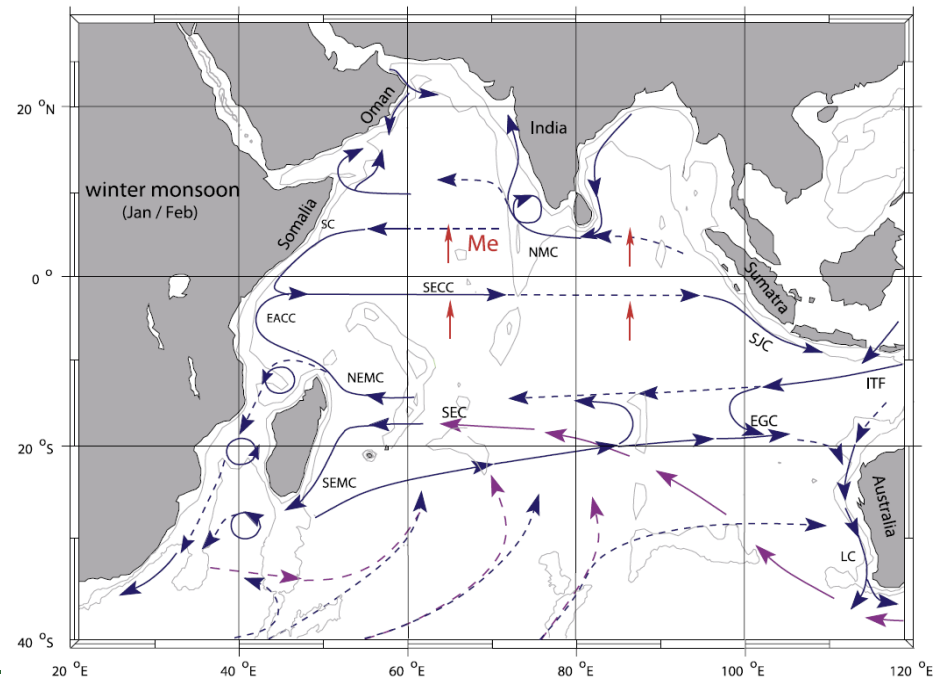 20 °N
Oman
India
winter monsoon
(Jan / Feb)
Somalia
SC
Me
NMC
0
Sumatra
SECC
EACC
SJC
NEMC
ITF
SEC
EGC
20 °S
SEMC
Australia
LC
40 °S
20 °E
40 °E
60 °E
80 °E
100 °E
120 °E